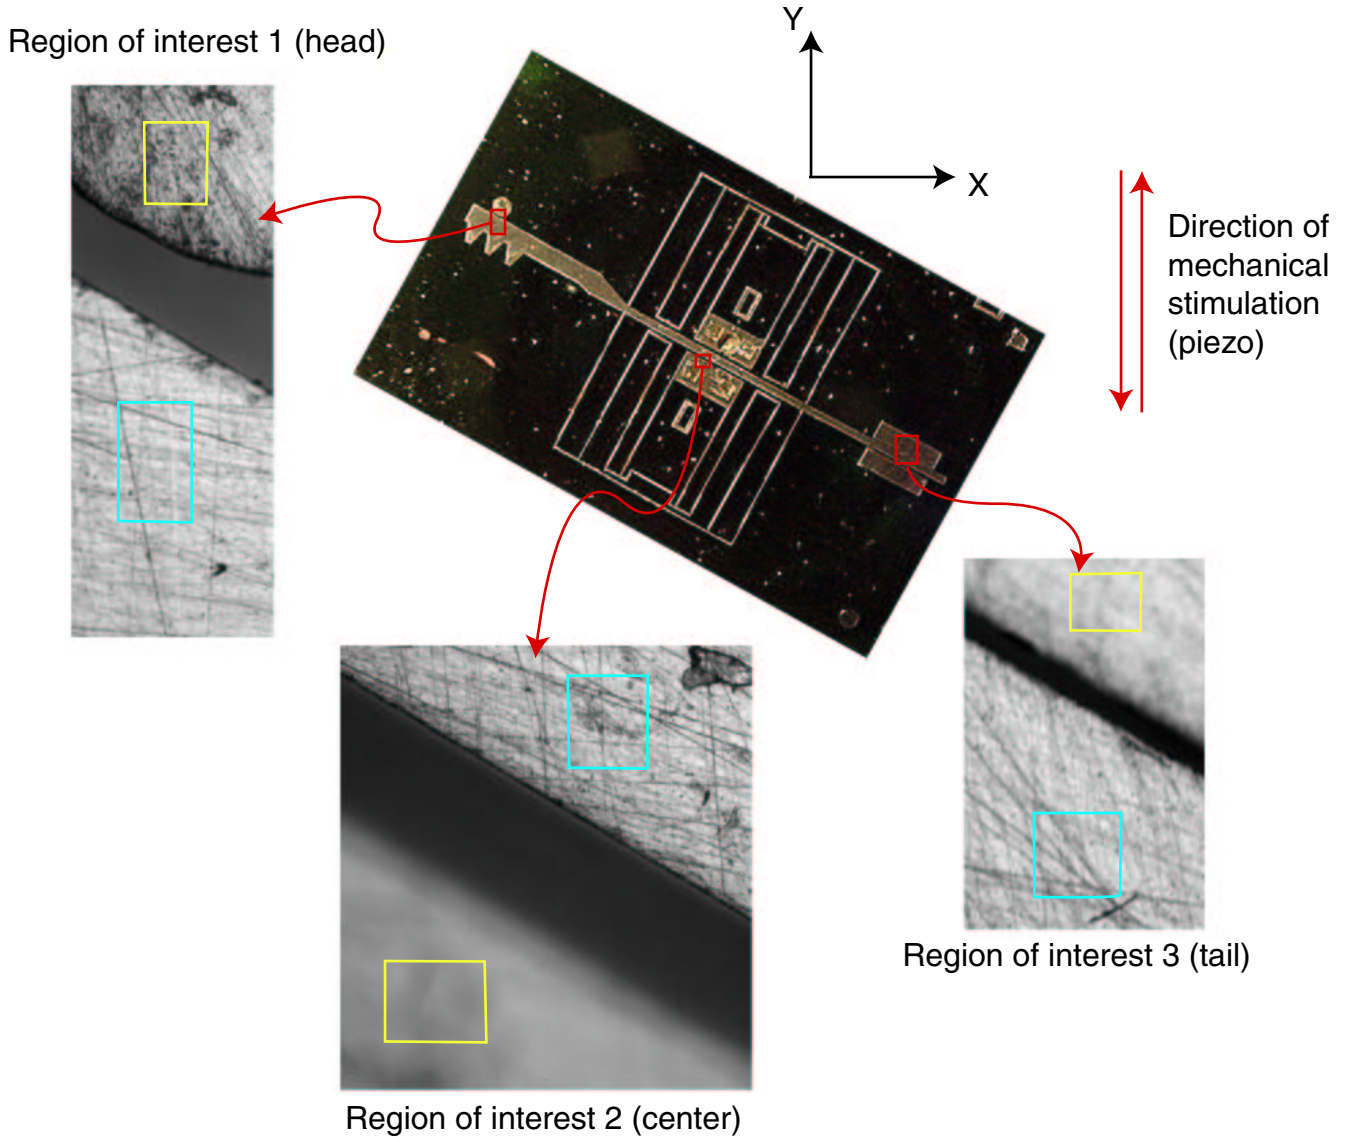 Region of interest 1 (head)
Y
X
Direction of
mechanical
stimulation
(piezo)
Region of interest 3 (tail)
Region of interest 2 (center)